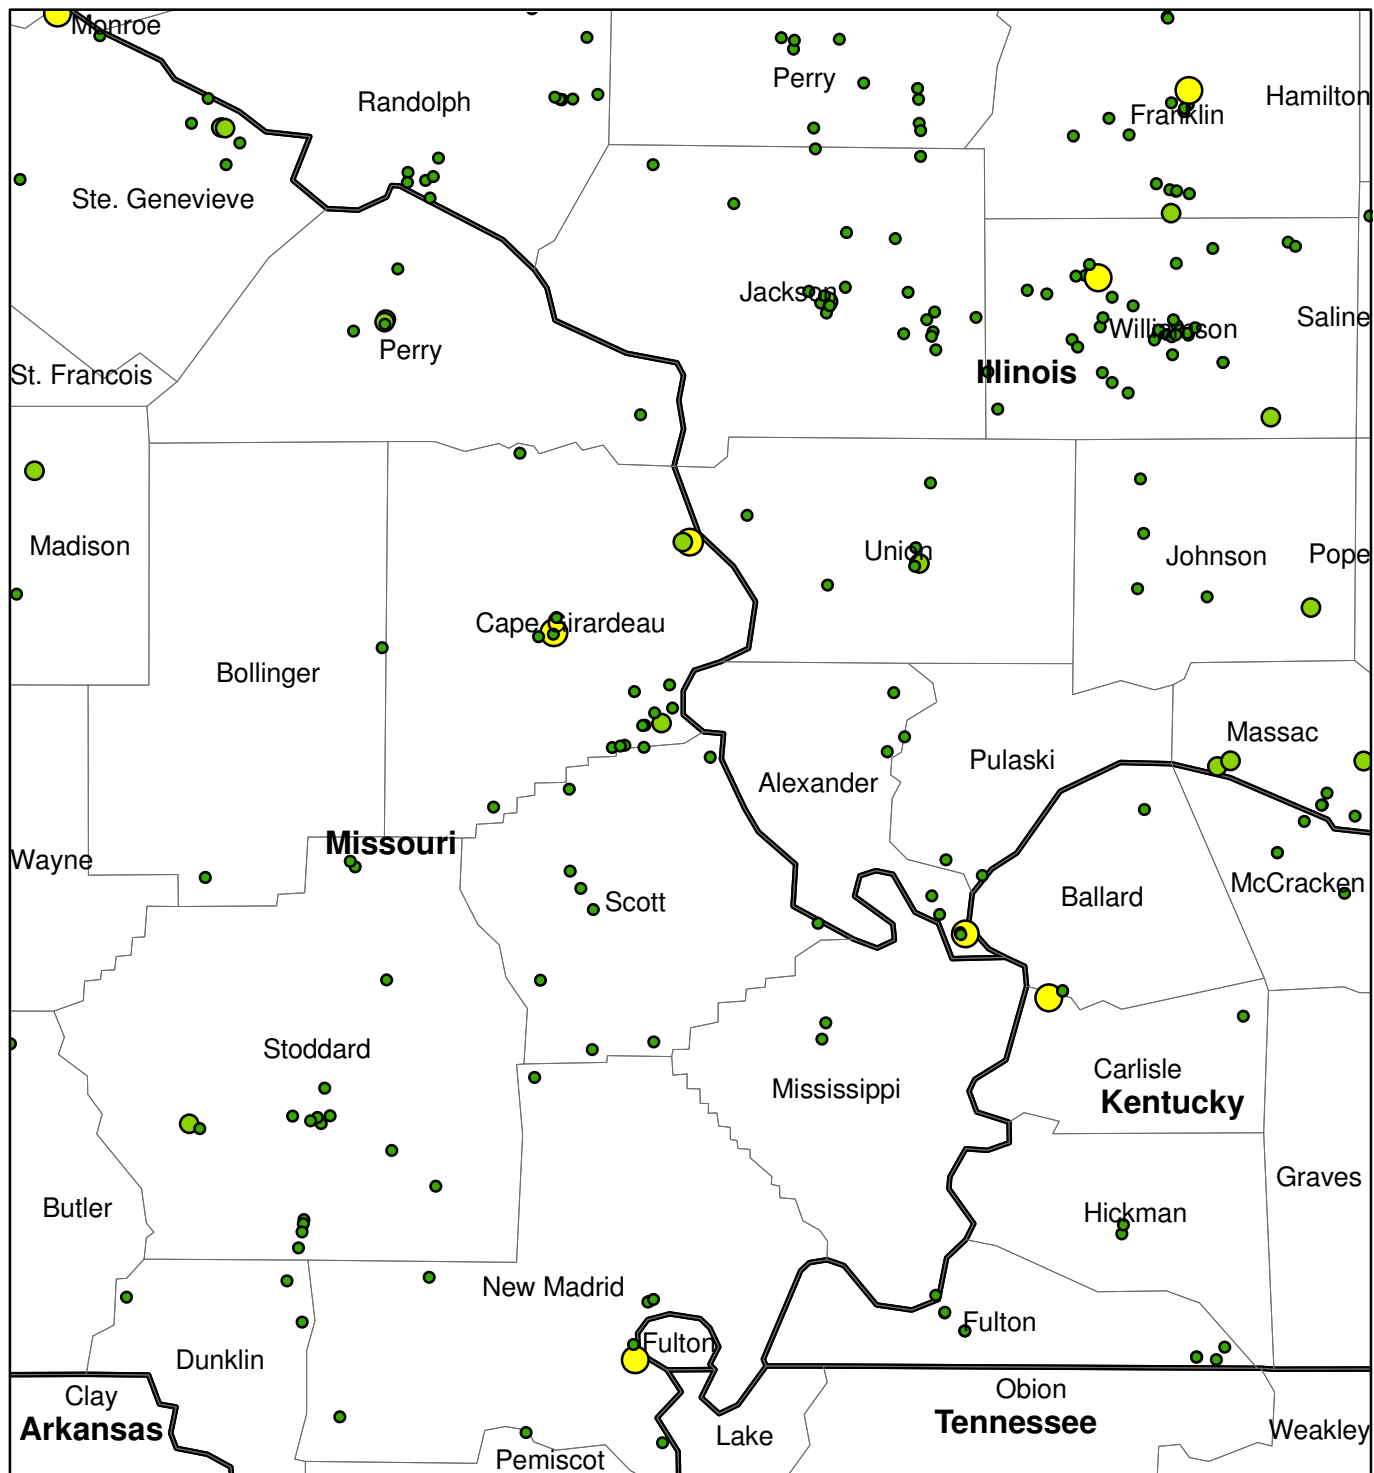 Monroe
Randolph
Perry
Hamilton
Franklin
Ste. Genevieve
Jackson
Saline
Williamson
Perry
St. Francois
Illinois
Madison
Union
Johnson
Pope
Cape Girardeau
Bollinger
Massac
Pulaski
Alexander
Missouri
Wayne
McCracken
Ballard
Scott
Stoddard
Carlisle
Mississippi
Kentucky
Graves
Butler
Hickman
New Madrid
Fulton
Fulton
Dunklin
Obion
Clay
Tennessee
Arkansas
Weakley
Lake
Pemiscot